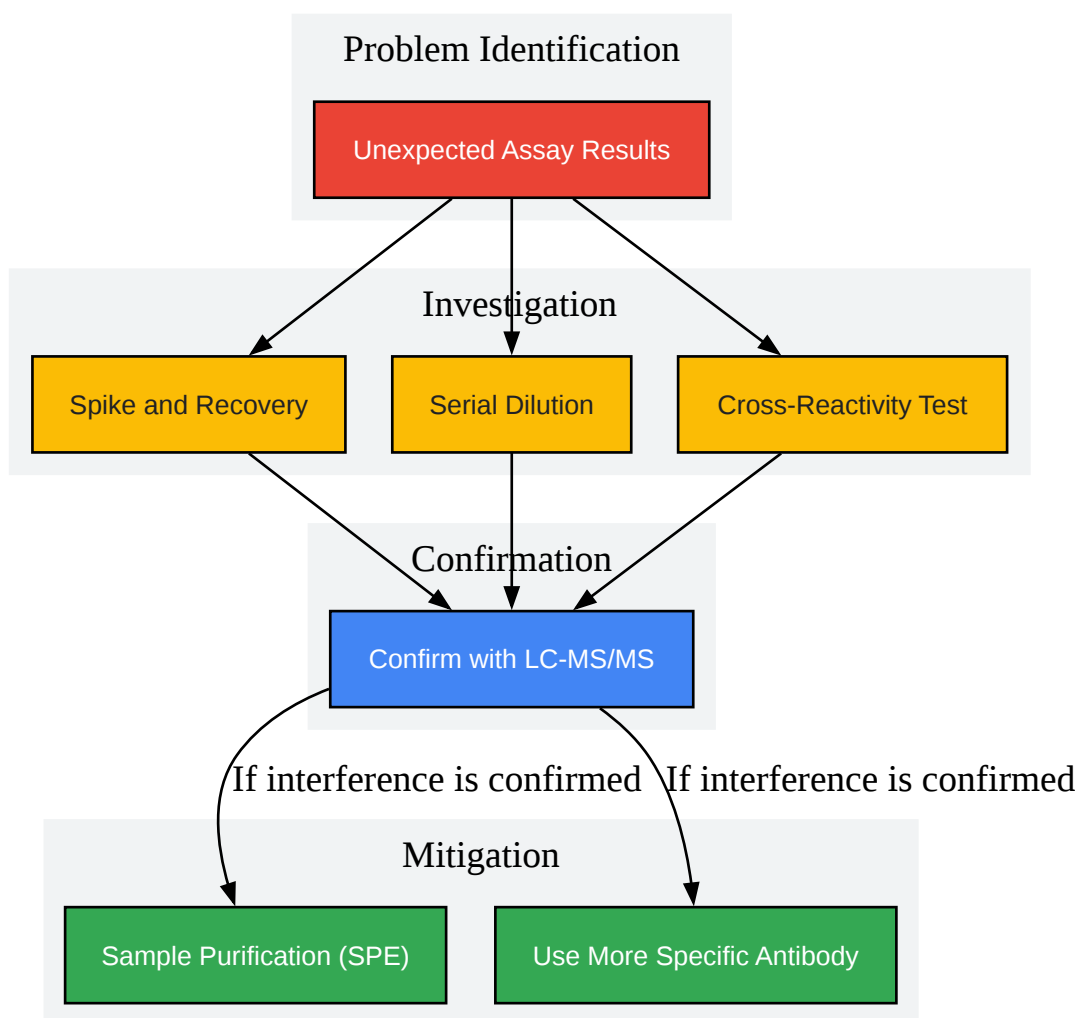 Problem Identification
Unexpected Assay Results
Investigation
Spike and Recovery
Serial Dilution
Cross-Reactivity Test
Confirmation
Confirm with LC-MS/MS
If interference is confirmed
If interference is confirmed
Mitigation
Sample Purification (SPE)
Use More Specific Antibody